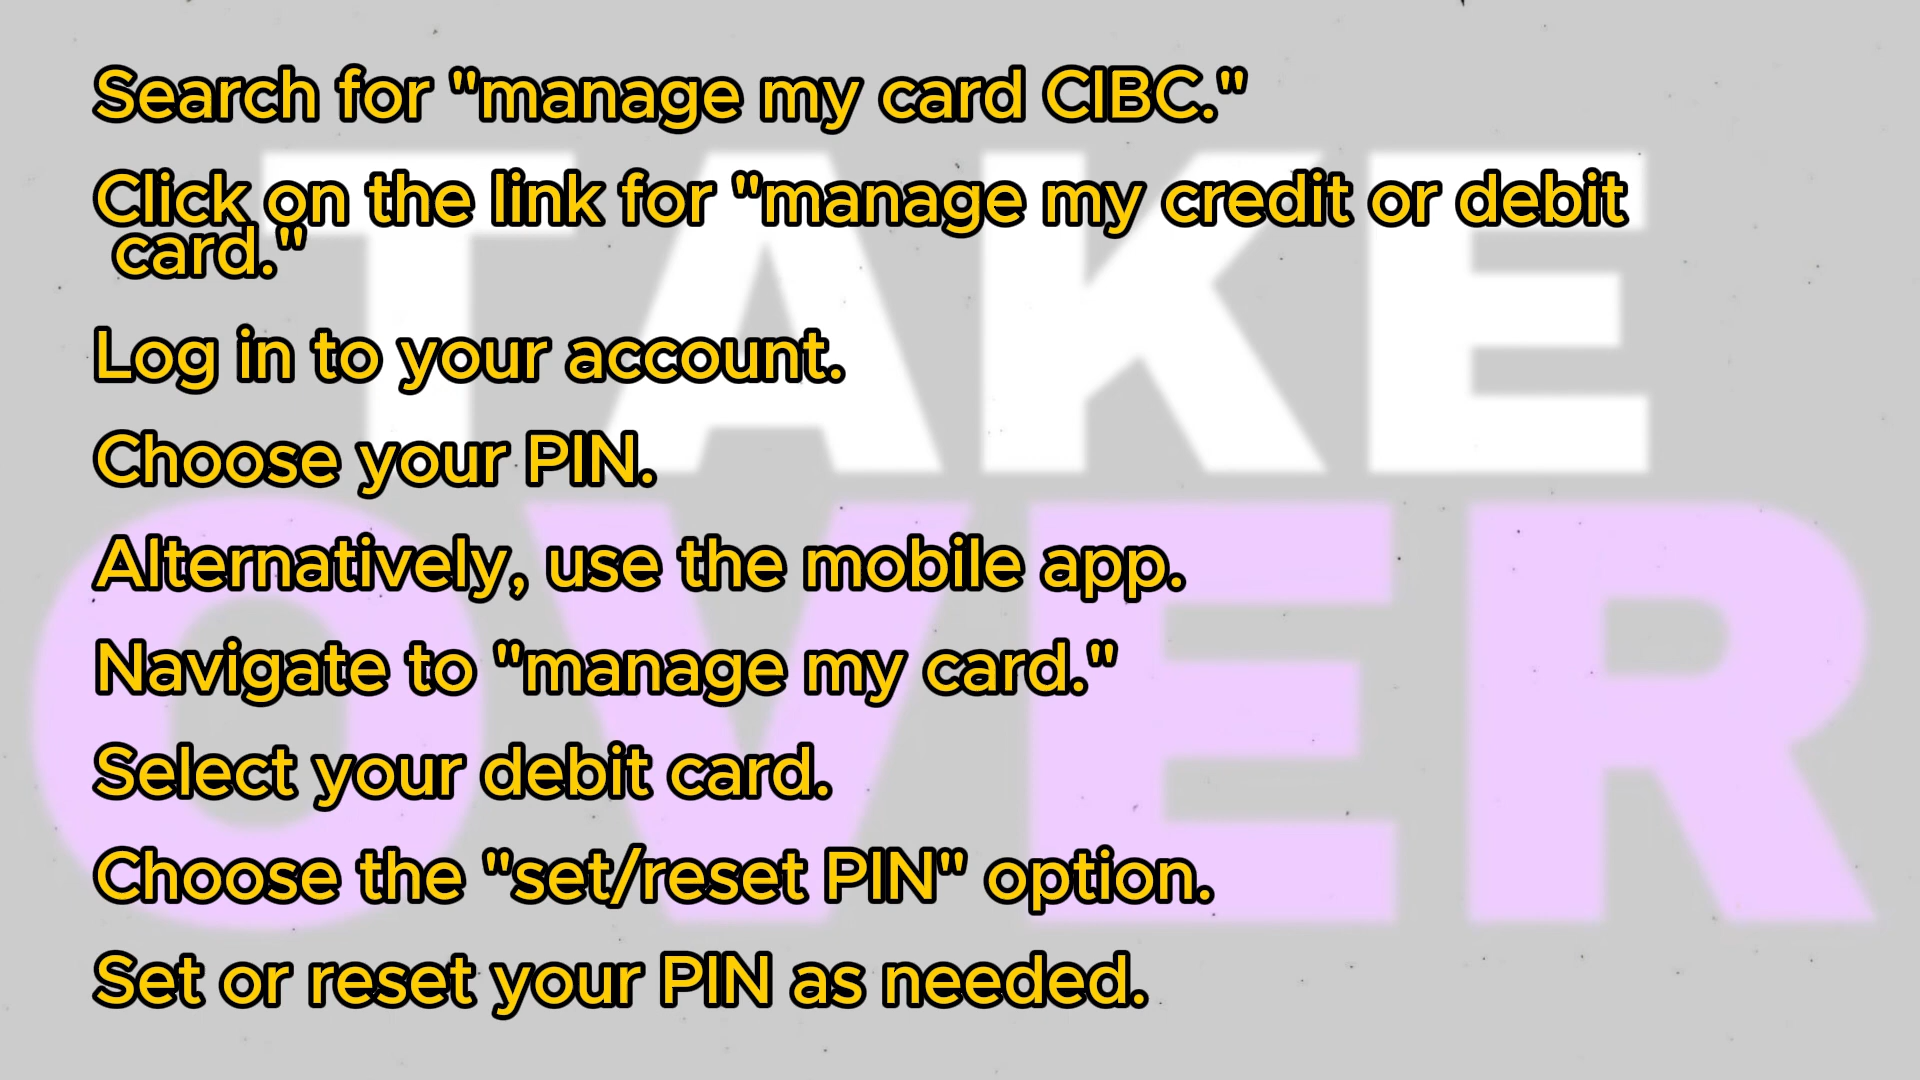 Search for "manage my card CIBC."
Click on the link for "manage my credit or debit
card."
Log in to your account.
Choose your PIN.
Alternatively, use the mobile app.
Navigate to "manage my card."
Select your debit card.
Choose the "set/reset PIN" option.
Set or reset your PIN as needed.
TAKE
OVER